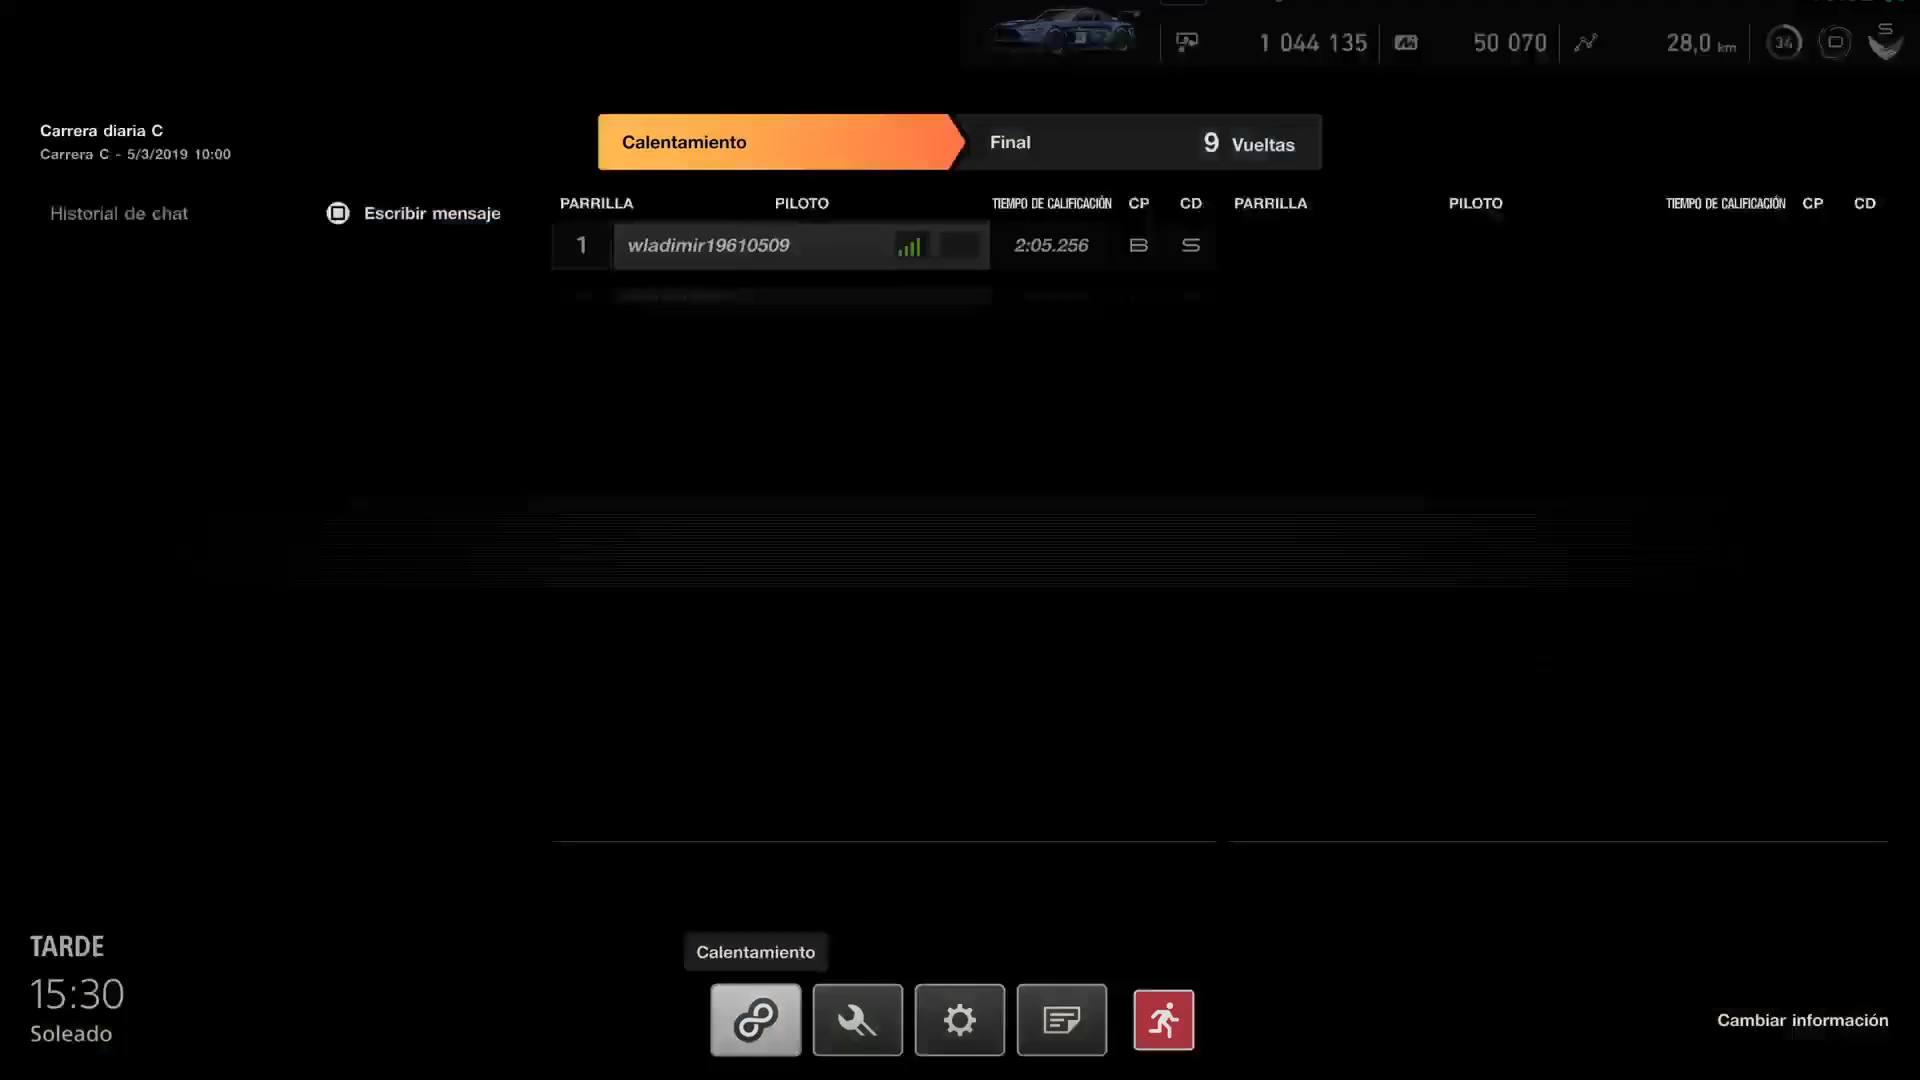 1 044 135 50 070 28,0 km 34 D S
Carrera diaria C
Carrera C - 5/3/2019 10:00
Calentamiento Final 9 Vueltas
Historial de chat Escribir mensaje
PARRILLA PILOTO TIEMPO DE CALIFICACIÓN CP CD PARRILLA PILOTO TIEMPO DE CALIFICACIÓN CP CD
1 wladimir19610509 2:05.256 B S
TARDE
15:30
Soleado
Calentamiento
Cambiar información